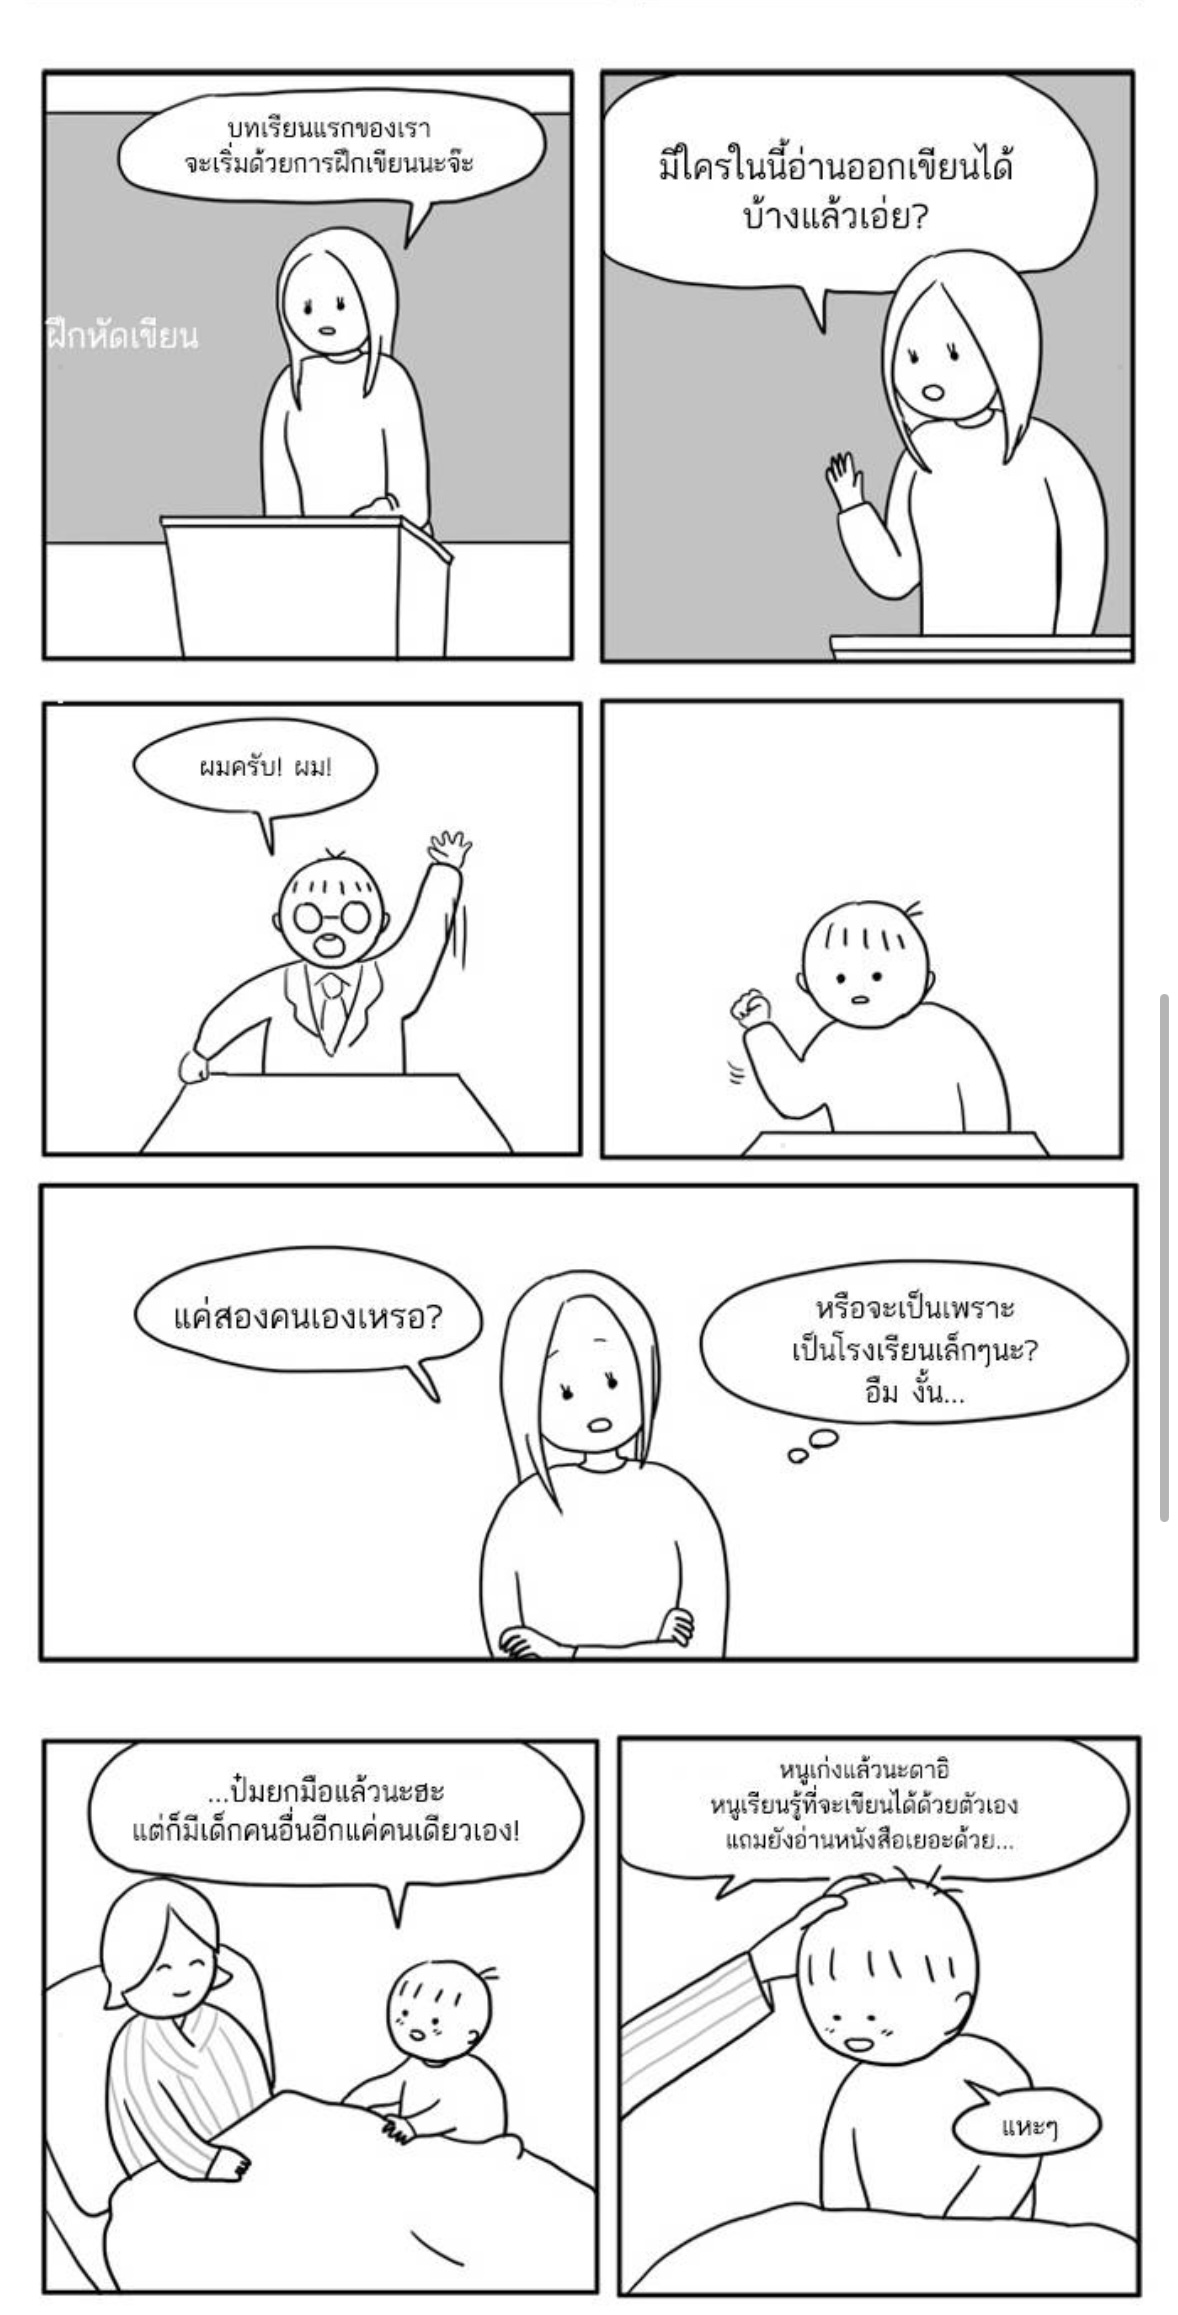 บทเรียนแรกของเรา
จะเริ่มด้วยการฝึกเขียนนะจ๊ะ
ฝึกหัดเขียน
มีใครในนี้อ่านออกเขียนได้
บ้างแล้วเอ่ย?
ผมครับ! ผม!
แค่สองคนเองเหรอ?
หรือจะเป็นเพราะ
เป็นโรงเรียนเล็กๆนะ?
อืม งั้น...
...ป๋มยกมือแล้วนะฮะ
แต่ก็มีเด็กคนอื่นอีกแค่คนเดียวเอง!
หนูเก่งแล้วนะดาอิ
หนูเรียนรู้ที่จะเขียนได้ด้วยตัวเอง
แถมยังอ่านหนังสือเยอะด้วย...
แหะๆ